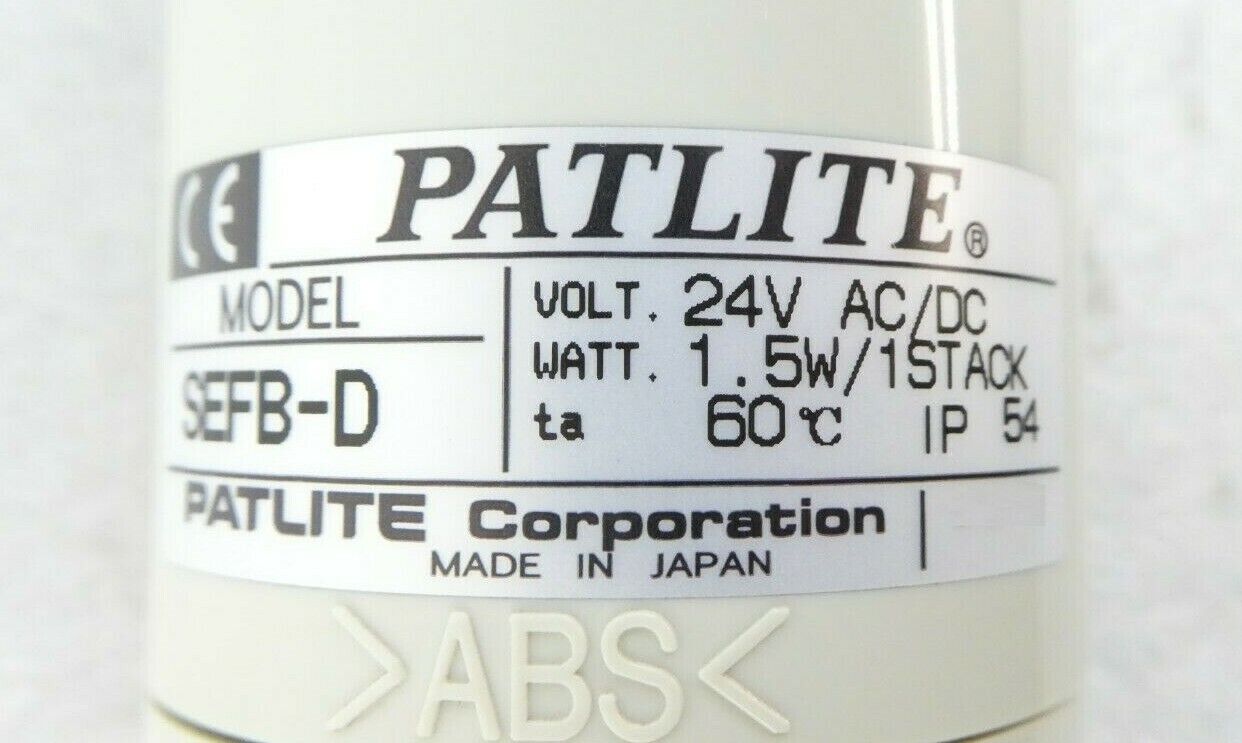 CE PATLITE®
MODEL
SEFB-D
VOLT. 24V AC/DC
WATT. 1.5W/1STACK
ta 60℃ IP 54
PATLITE Corporation
MADE IN JAPAN
>ABS<